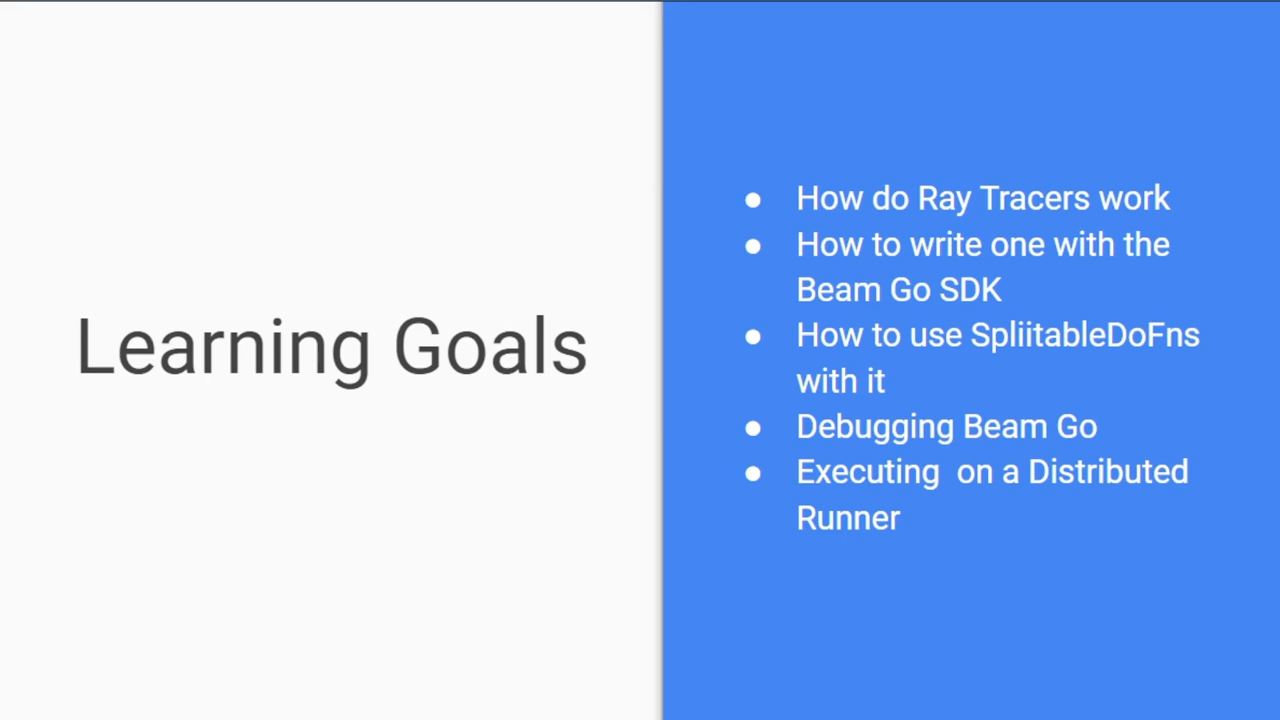 Learning Goals
● How do Ray Tracers work
● How to write one with the
Beam Go SDK
● How to use SpliitableDoFns
with it
● Debugging Beam Go
● Executing  on a Distributed
Runner